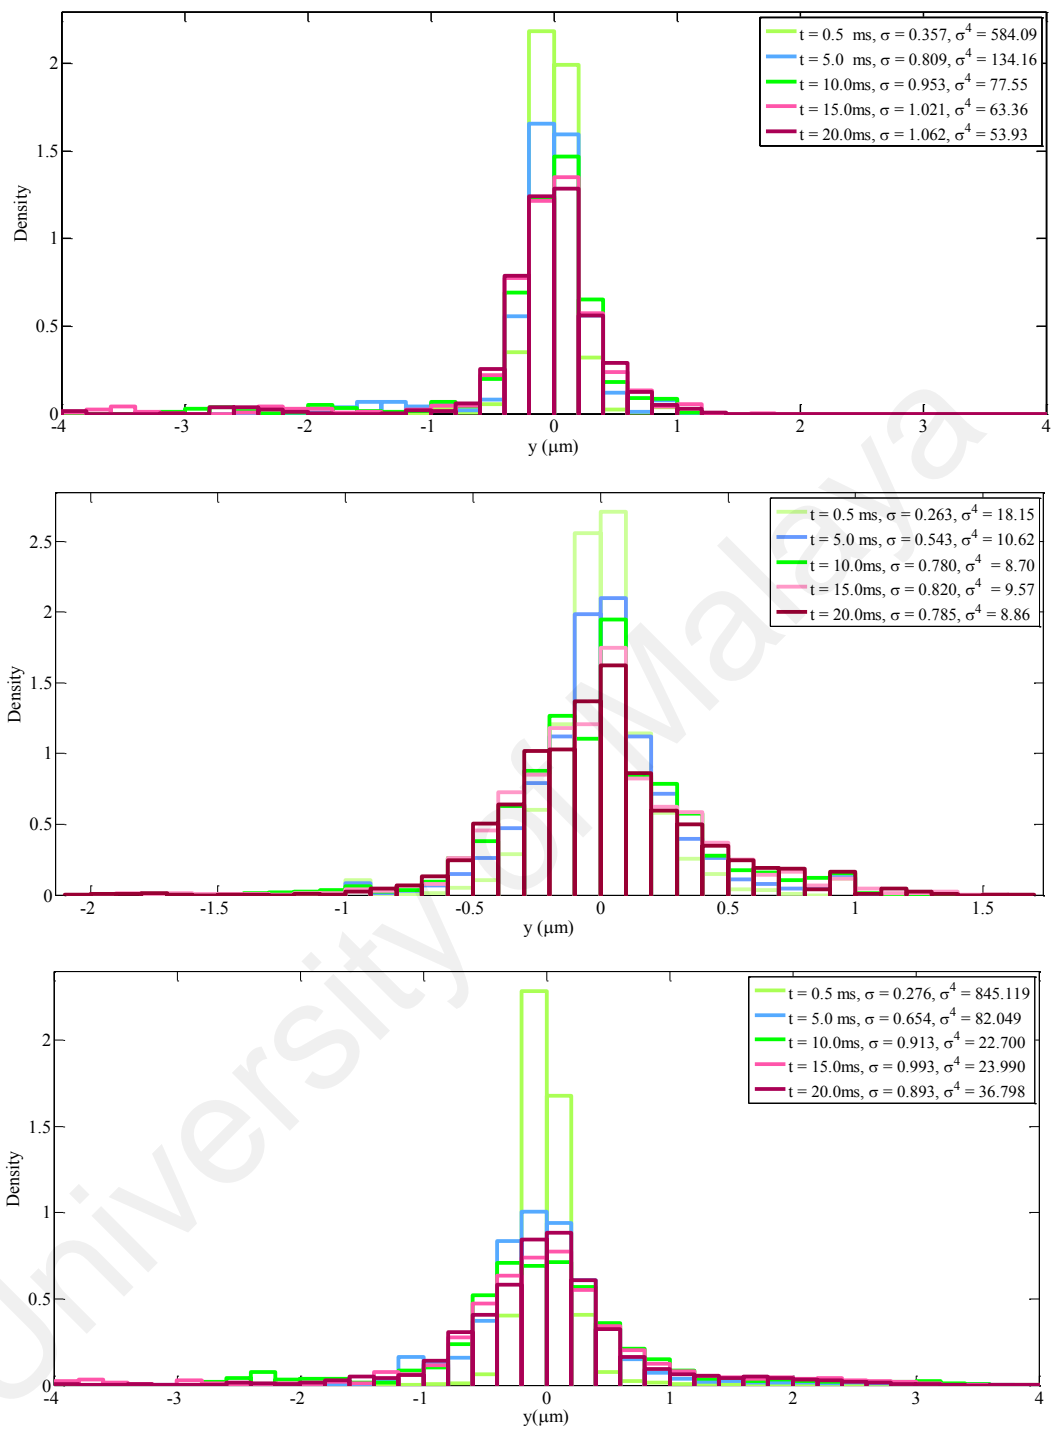 t = 0.5 ms, σ = 0.357, σ4 = 584.09
t = 5.0 ms, σ = 0.809, σ4 = 134.16
t = 10.0ms, σ = 0.953, σ4 = 77.55
t = 15.0ms, σ = 1.021, σ4 = 63.36
t = 20.0ms, σ = 1.062, σ4 = 53.93
2
1.5
1
0.5
0
Density
-4 -3 -2 -1 0 1 2 3 4
y (μm)
t = 0.5 ms, σ = 0.263, σ4 = 18.15
t = 5.0 ms, σ = 0.543, σ4 = 10.62
t = 10.0ms, σ = 0.780, σ4 = 8.70
t = 15.0ms, σ = 0.820, σ4 = 9.57
t = 20.0ms, σ = 0.785, σ4 = 8.86
2.5
2
1.5
1
0.5
0
Density
-2 -1.5 -1 -0.5 0 0.5 1 1.5
y (μm)
t = 0.5 ms, σ = 0.276, σ4 = 845.119
t = 5.0 ms, σ = 0.654, σ4 = 82.049
t = 10.0ms, σ = 0.913, σ4 = 22.700
t = 15.0ms, σ = 0.993, σ4 = 23.990
t = 20.0ms, σ = 0.893, σ4 = 36.798
2
1.5
1
0.5
0
Density
-4 -3 -2 -1 0 1 2 3 4
y(μm)
University of Malaya